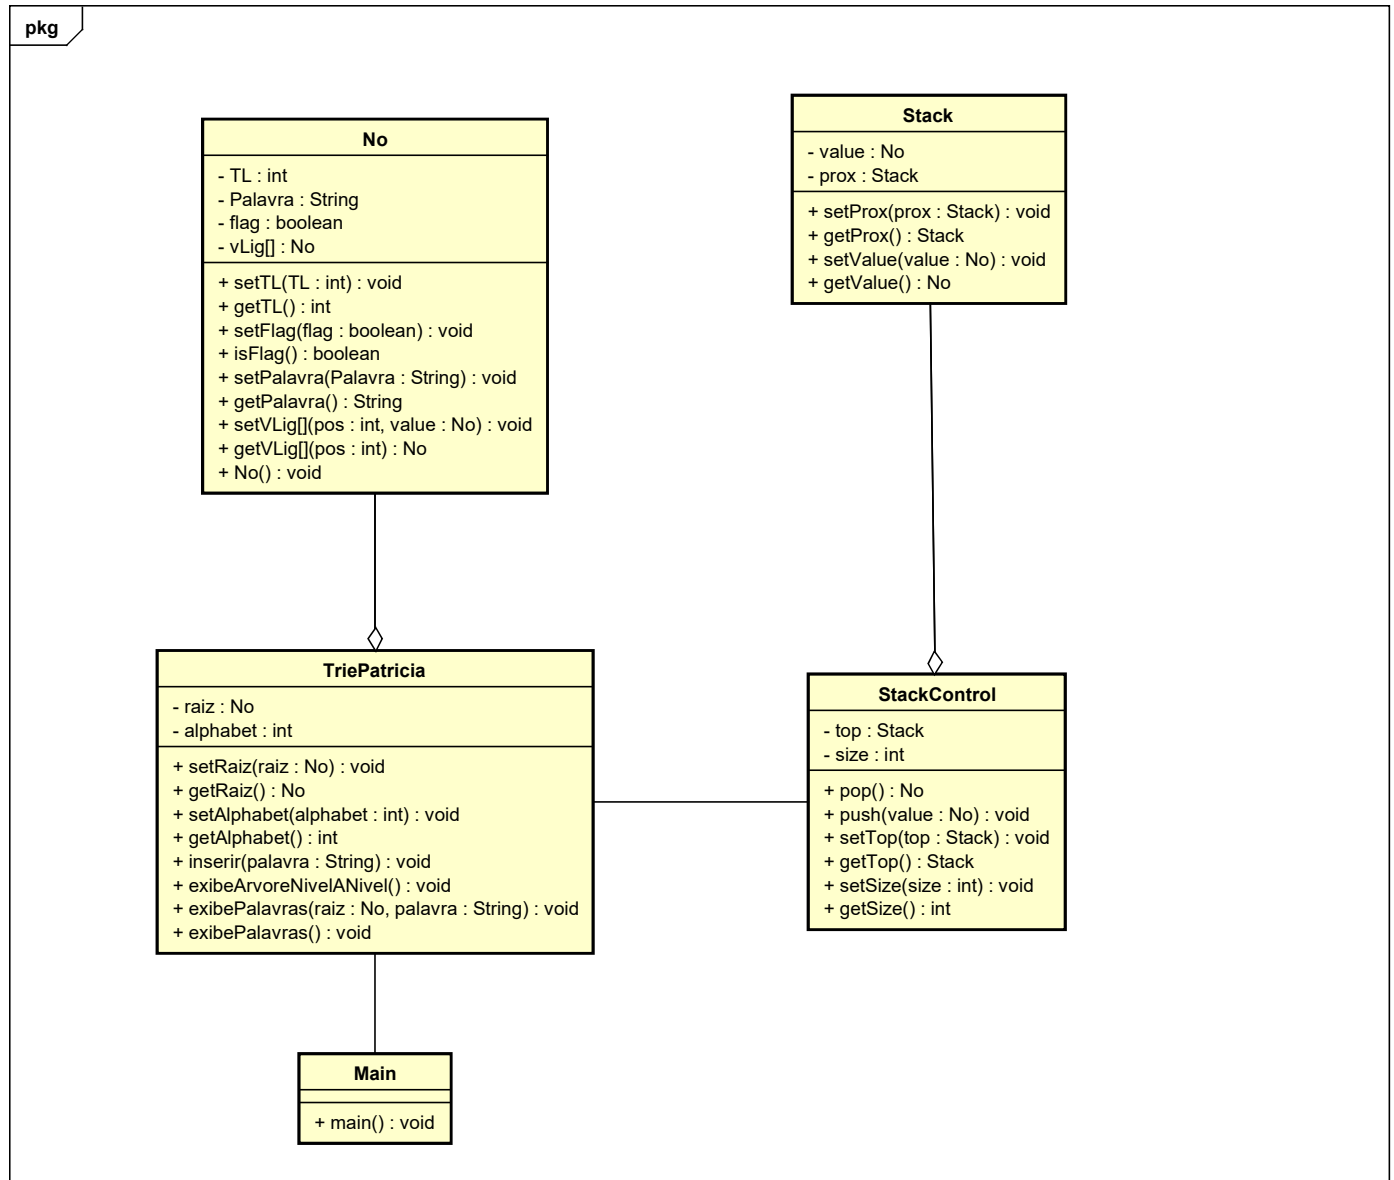 pkg
No
- TL : int
- Palavra : String
- flag : boolean
- vLig[] : No
+ setTL(TL : int) : void
+ getTL() : int
+ setFlag(flag : boolean) : void
+ isFlag() : boolean
+ setPalavra(Palavra : String) : void
+ getPalavra() : String
+ setVLig[](pos : int, value : No) : void
+ getVLig[](pos : int) : No
+ No() : void
Stack
- value : No
- prox : Stack
+ setProx(prox : Stack) : void
+ getProx() : Stack
+ setValue(value : No) : void
+ getValue() : No
TriePatricia
- raiz : No
- alphabet : int
+ setRaiz(raiz : No) : void
+ getRaiz() : No
+ setAlphabet(alphabet : int) : void
+ getAlphabet() : int
+ inserir(palavra : String) : void
+ exibeArvoreNivelANivel() : void
+ exibePalavras(raiz : No, palavra : String) : void
+ exibePalavras() : void
StackControl
- top : Stack
- size : int
+ pop() : No
+ push(value : No) : void
+ setTop(top : Stack) : void
+ getTop() : Stack
+ setSize(size : int) : void
+ getSize() : int
Main
+ main() : void